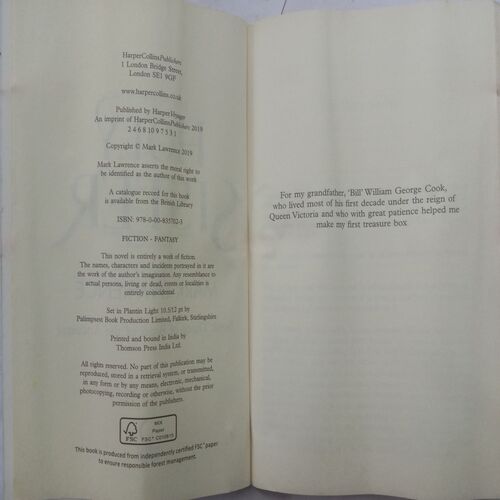 HarperCollinsPublishers
1 London Bridge Street,
London SE1 9GF
www.harpercollins.co.uk
Published by HarperVoyager
An imprint of HarperCollinsPublishers 2019
2 4 6 8 10 9 7 5 3 1
Copyright © Mark Lawrence 2019
Mark Lawrence asserts the moral right to
be identified as the author of this work
A catalogue record for this book
is available from the British Library
ISBN: 978-0-00-835702-3
FICTION - FANTASY
This novel is entirely a work of fiction.
The names, characters and incidents portrayed in it are
the work of the author's imagination. Any resemblance to
actual persons, living or dead, events or localities is
entirely coincidental.
Set in Plantin Light 10.5/12 pt by
Palimpsest Book Production Limited, Falkirk, Stirlingshire
Printed and bound in India by
Thomson Press India Ltd.
All rights reserved. No part of this publication may be
reproduced, stored in a retrieval system, or transmitted,
in any form or by any means, electronic, mechanical,
photocopying, recording or otherwise, without the prior
permission of the publishers.
MIX
Paper
FSC
FSC™ C010615
This book is produced from independently certified FSC™ paper
to ensure responsible forest management.
For my grandfather, 'Bill' William George Cook,
who lived most of his first decade under the reign of
Queen Victoria and who with great patience helped me
make my first treasure box